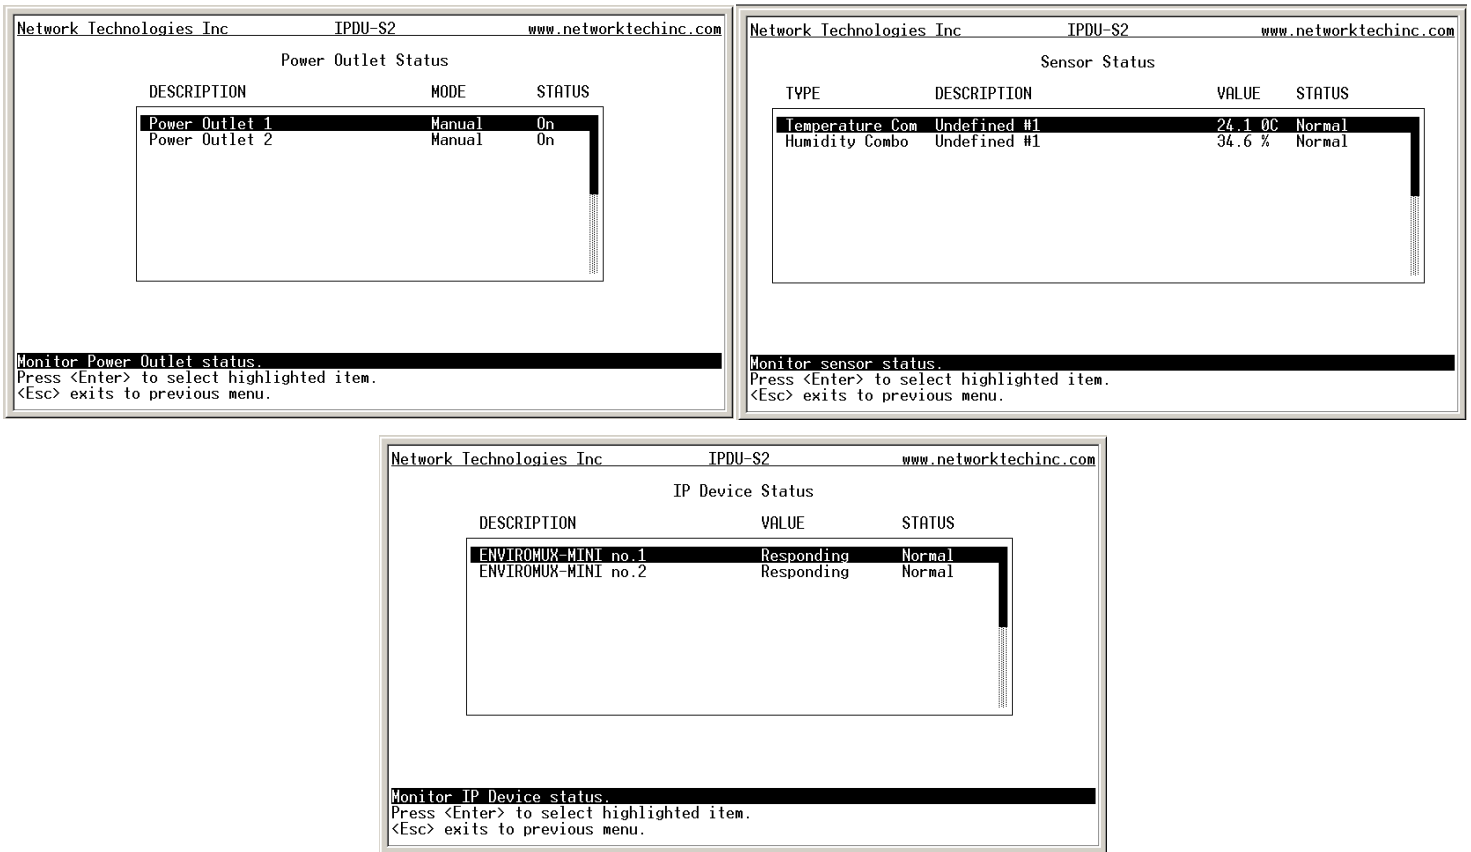 Network Technologies Inc IPDU-S2 www.networktechinc.com
Power Outlet Status
DESCRIPTION MODE STATUS
Power Outlet 1 Manual On
Power Outlet 2 Manual On
Monitor Power Outlet status.
Press <Enter> to select highlighted item.
<Esc> exits to previous menu.
Network Technologies Inc IPDU-S2 www.networktechinc.com
Sensor Status
TYPE DESCRIPTION VALUE STATUS
Temperature Com Undefined #1 24.1 0C Normal
Humidity Combo Undefined #1 34.6 % Normal
Monitor sensor status.
Press <Enter> to select highlighted item.
<Esc> exits to previous menu.
Network Technologies Inc IPDU-S2 www.networktechinc.com
IP Device Status
DESCRIPTION VALUE STATUS
ENVIROMUX-MINI no.1 Responding Normal
ENVIROMUX-MINI no.2 Responding Normal
Monitor IP Device status.
Press <Enter> to select highlighted item.
<Esc> exits to previous menu.